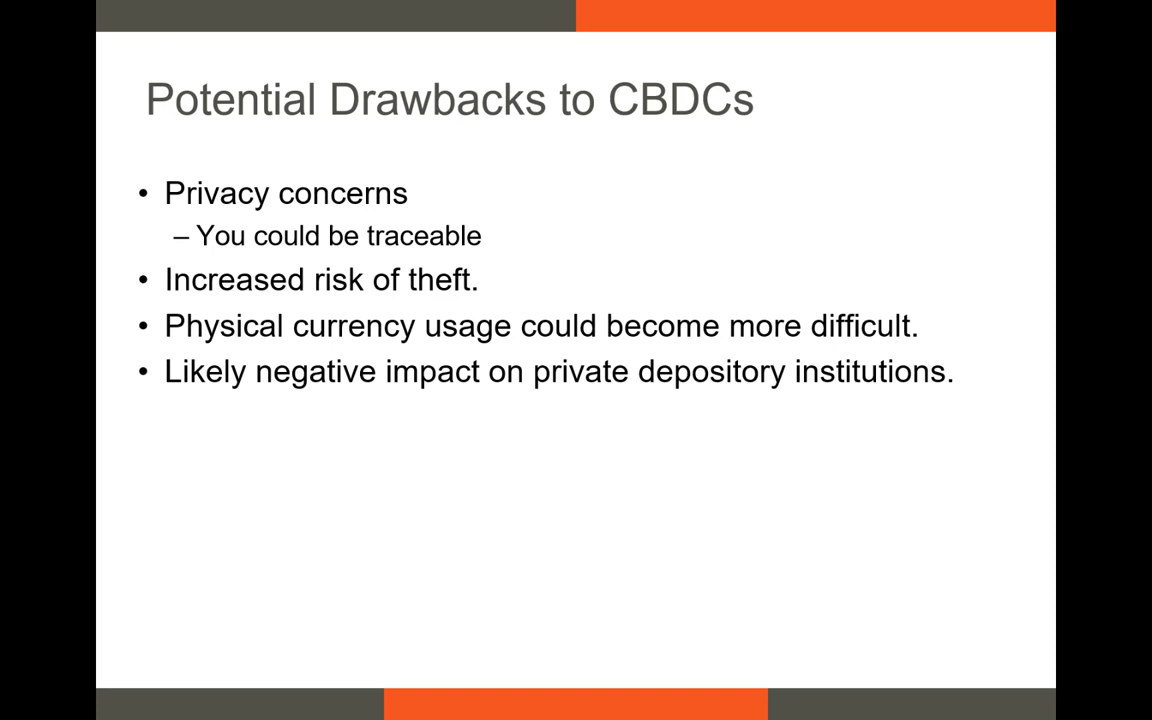 Potential Drawbacks to CBDCs
• Privacy concerns
– You could be traceable
• Increased risk of theft.
• Physical currency usage could become more difficult.
• Likely negative impact on private depository institutions.